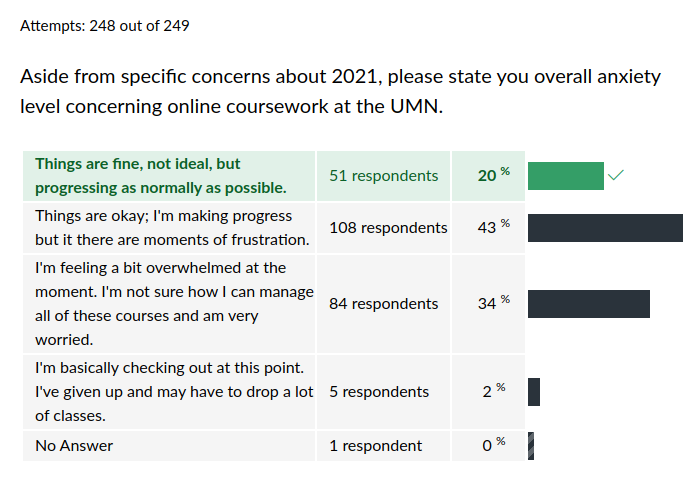 Attempts: 248 out of 249
Aside from specific concerns about 2021, please state you overall anxiety
level concerning online coursework at the UMN.
Things are fine, not ideal, but
progressing as normally as possible.
51 respondents
20 %
Things are okay; I'm making progress
but it there are moments of frustration.
108 respondents
43 %
I'm feeling a bit overwhelmed at the
moment. I'm not sure how I can manage
all of these courses and am very
worried.
84 respondents
34 %
I'm basically checking out at this point.
I've given up and may have to drop a lot
of classes.
5 respondents
2 %
No Answer
1 respondent
0 %